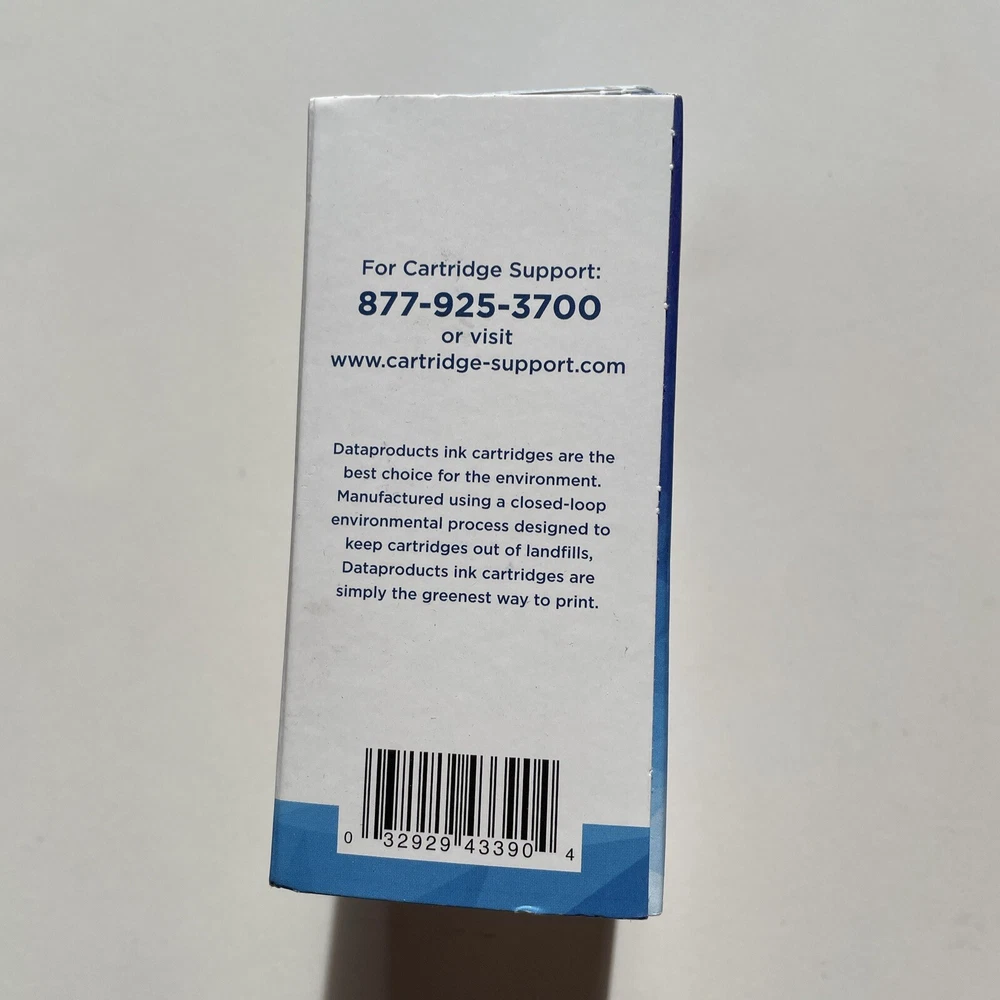 For Cartridge Support:
877-925-3700
or visit
www.cartridge-support.com
Dataproducts ink cartridges are the
best choice for the environment.
Manufactured using a closed-loop
environmental process designed to
keep cartridges out of landfills,
Dataproducts ink cartridges are
simply the greenest way to print.
0 32929 43390 4